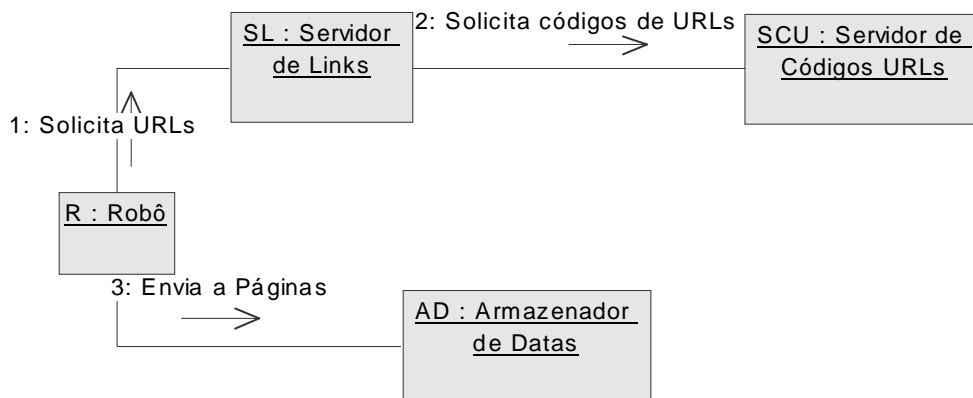 SL : Servidor
de Links
2: Solicita códigos de URLs
SCU : Servidor de
Códigos URLs
1: Solicita URLs
R : Robô
3: Envia a Páginas
AD : Armazenador
de Datas